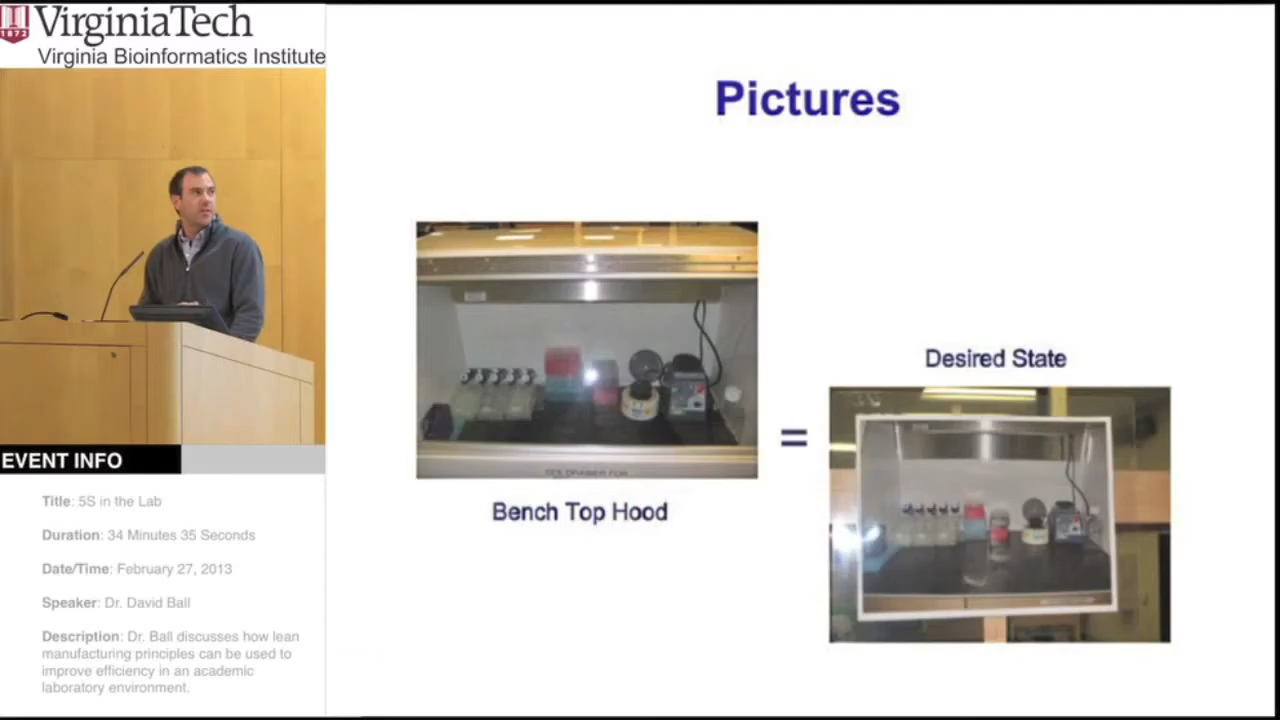 VirginiaTech
1872
Virginia Bioinformatics Institute
EVENT INFO
Title: 5S in the Lab
Duration: 34 Minutes 35 Seconds
Date/Time: February 27, 2013
Speaker: Dr. David Ball
Description: Dr. Ball discusses how lean
manufacturing principles can be used to
improve efficiency in an academic
laboratory environment.
Pictures
Bench Top Hood
=
Desired State